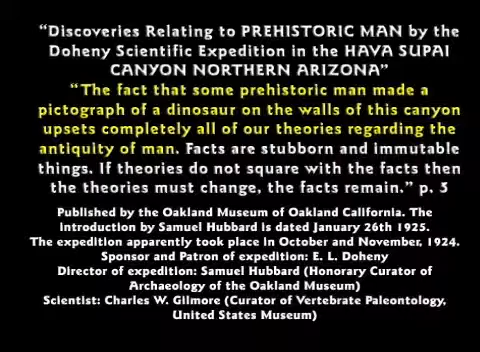 “Discoveries Relating to PREHISTORIC MAN by the
Doheny Scientific Expedition in the HAVA SUPAI
CANYON NORTHERN ARIZONA”
“The fact that some prehistoric man made a
pictograph of a dinosaur on the walls of this canyon
upsets completely all of our theories regarding the
antiquity of man. Facts are stubborn and immutable
things. If theories do not square with the facts then
the theories must change, the facts remain.” p. 5
Published by the Oakland Museum of Oakland California. The
introduction by Samuel Hubbard is dated January 26th 1925.
The expedition apparently took place in October and November, 1924.
Sponsor and Patron of expedition: E. L. Doheny
Director of expedition: Samuel Hubbard (Honorary Curator of
Archaeology of the Oakland Museum)
Scientist: Charles W. Gilmore (Curator of Vertebrate Paleontology,
United States Museum)